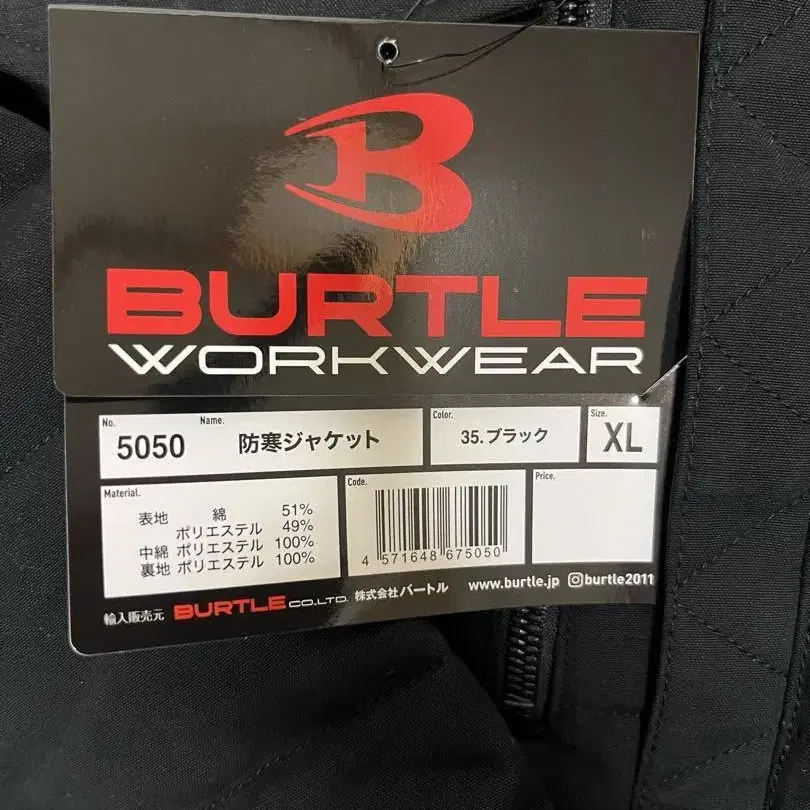 BURTLE
WORKWEAR
No. Name. Color. Size.
5050 防寒ジャケット 35.ブラック XL
Material. Code. Price.
表地 綿 51%
ポリエステル 49%
中綿 ポリエステル 100%
裏地 ポリエステル 100%
4 571648 675050
輸入販売元 BURTLE CO.,LTD. 株式会社バートル www.burtle.jp burtle2011